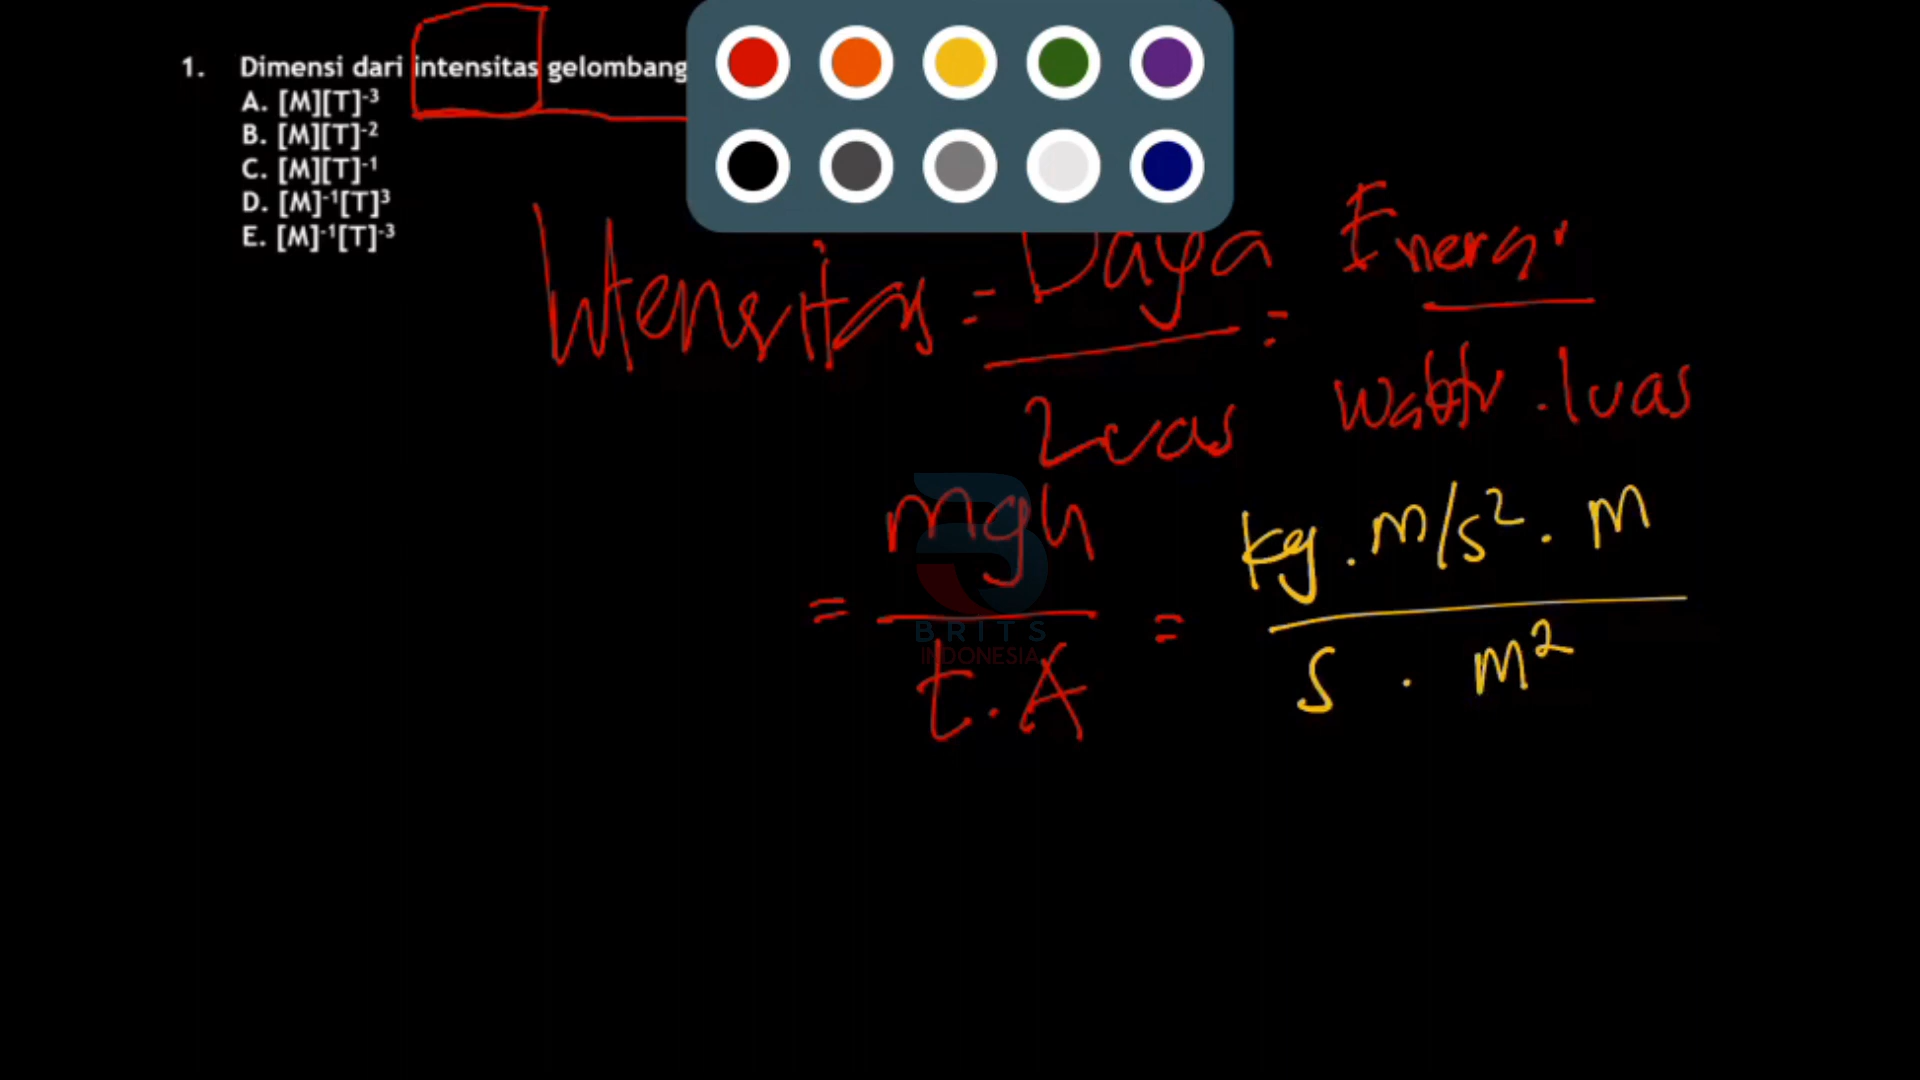 1. Dimensi dari intensitas gelombang
A. [M][T]⁻³
B. [M][T]⁻²
C. [M][T]⁻¹
D. [M]⁻¹[T]³
E. [M]⁻¹[T]⁻³
Intensitas = Daya / Luas = Energi / waktu . luas
= mgh / t . A = kg . m/s² . m / s . m²
BRITS
INDONESIA